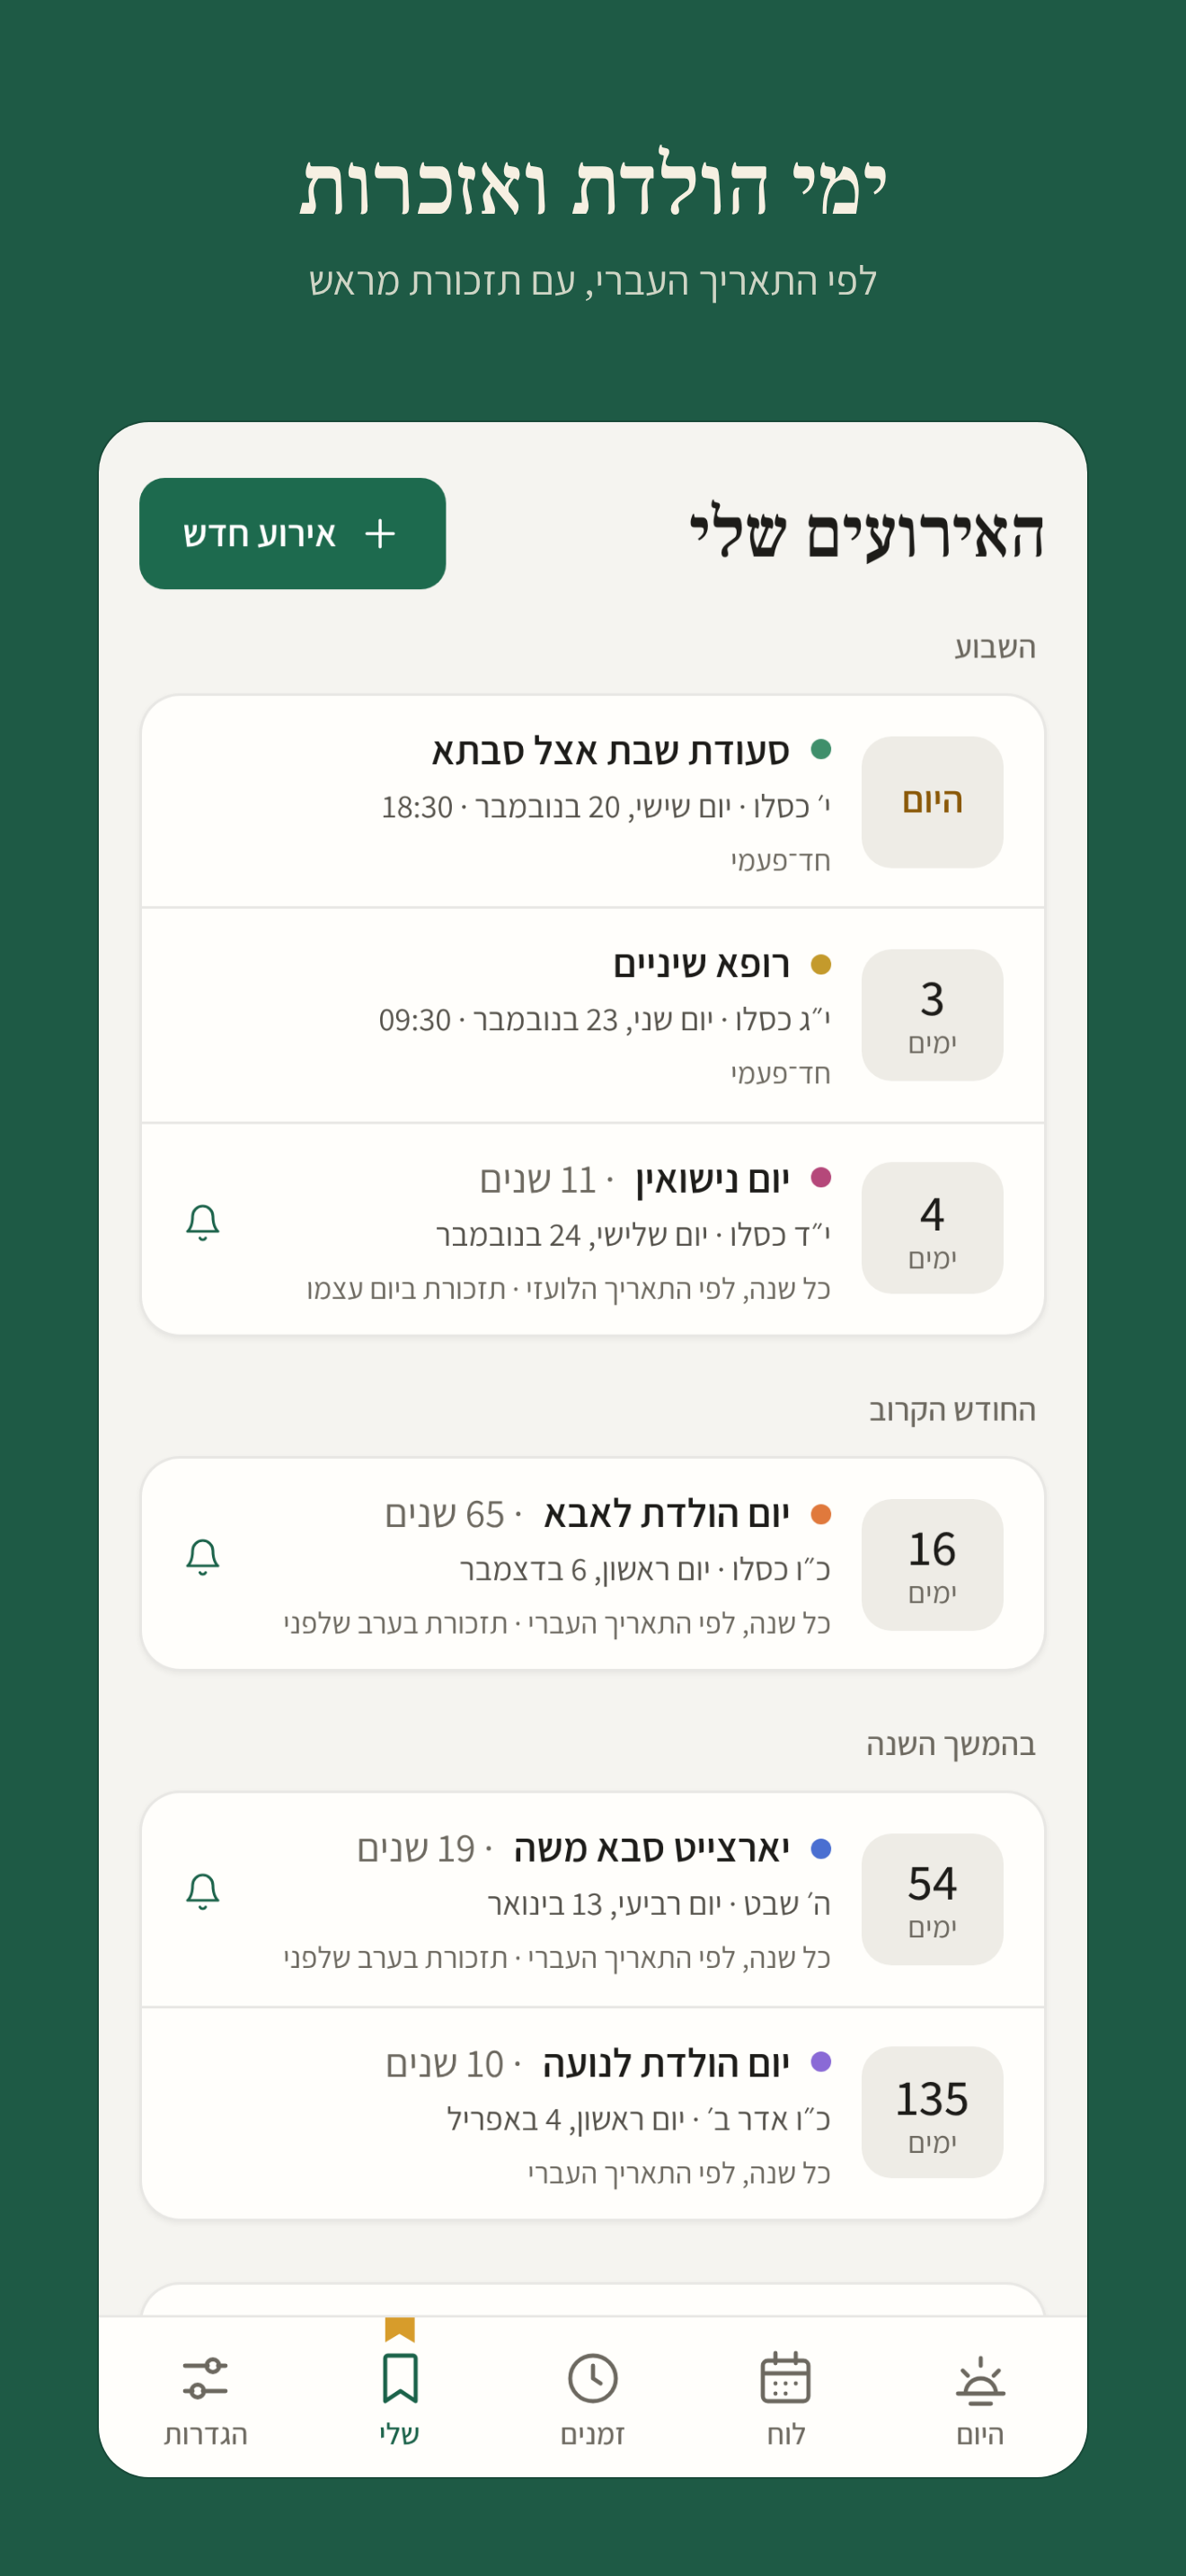 ימי הולדת ואזכרות
לפי התאריך העברי, עם תזכורת מראש
האירועים שלי
אירוע חדש
השבוע
היום
סעודת שבת אצל סבתא
י׳ כסלו · יום שישי, 20 בנובמבר · 18:30
חד־פעמי
3
ימים
רופא שיניים
י״ג כסלו · יום שני, 23 בנובמבר · 09:30
חד־פעמי
4
ימים
יום נישואין · 11 שנים
י״ד כסלו · יום שלישי, 24 בנובמבר
כל שנה, לפי התאריך הלועזי · תזכורת ביום עצמו
החודש הקרוב
16
ימים
יום הולדת לאבא · 65 שנים
כ״ו כסלו · יום ראשון, 6 בדצמבר
כל שנה, לפי התאריך העברי · תזכורת בערב שלפני
בהמשך השנה
54
ימים
יארצייט סבא משה · 19 שנים
ה׳ שבט · יום רביעי, 13 בינואר
כל שנה, לפי התאריך העברי · תזכורת בערב שלפני
135
ימים
יום הולדת לנועה · 10 שנים
כ״ו אדר ב׳ · יום ראשון, 4 באפריל
כל שנה, לפי התאריך העברי
היום
לוח
זמנים
שלי
הגדרות